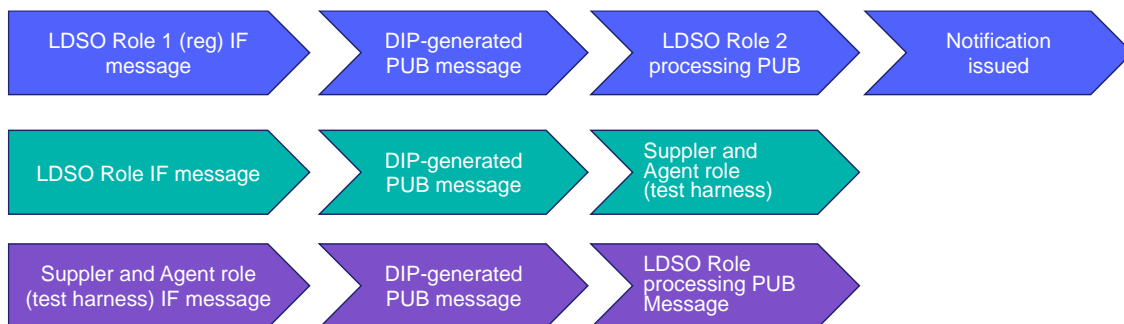 LDSO Role 1 (reg) IF
message
DIP-generated
PUB message
LDSO Role 2
processing PUB
Notification
issued
LDSO Role IF message
DIP-generated
PUB message
Suppler and
Agent role
(test harness)
Suppler and Agent role
(test harness) IF message
DIP-generated
PUB message
LDSO Role
processing PUB
Message